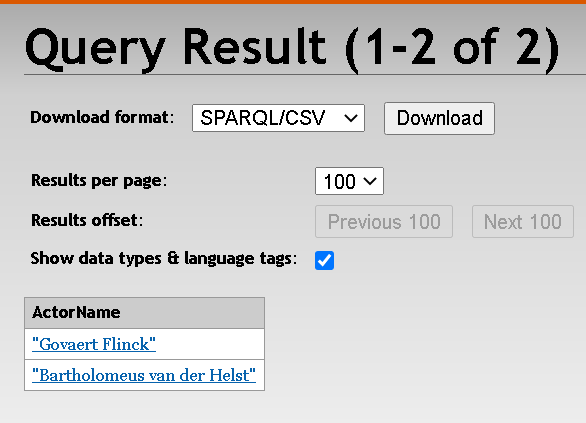 Query Result (1-2 of 2)
Download format: SPARQL/CSV Download
Results per page: 100
Results offset: Previous 100 Next 100
Show data types & language tags:
ActorName
"Govaert Flinck"
"Bartholomeus van der Helst"